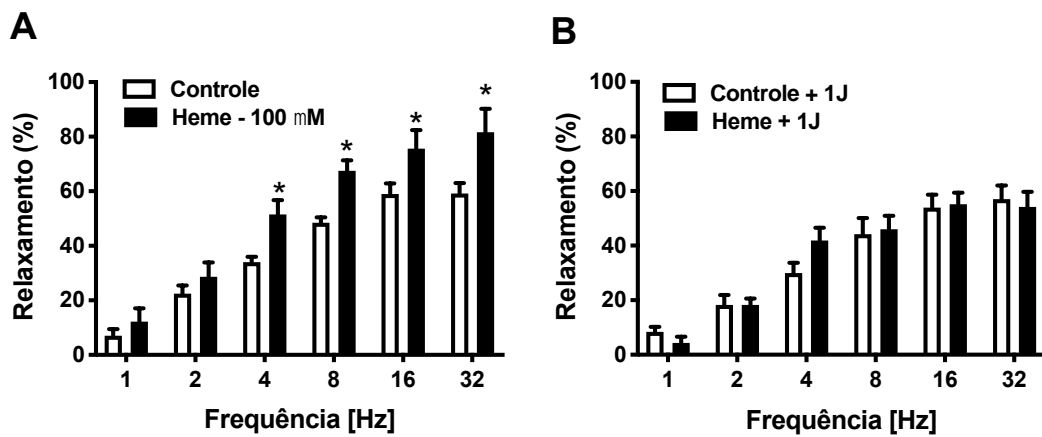 A
Relaxamento (%)
100
80
60
40
20
0
Controle
Heme - 100 mM
*
*
*
*
1 2 4 8 16 32
Frequência [Hz]
B
Relaxamento (%)
100
80
60
40
20
0
Controle + 1J
Heme + 1J
1 2 4 8 16 32
Frequência [Hz]